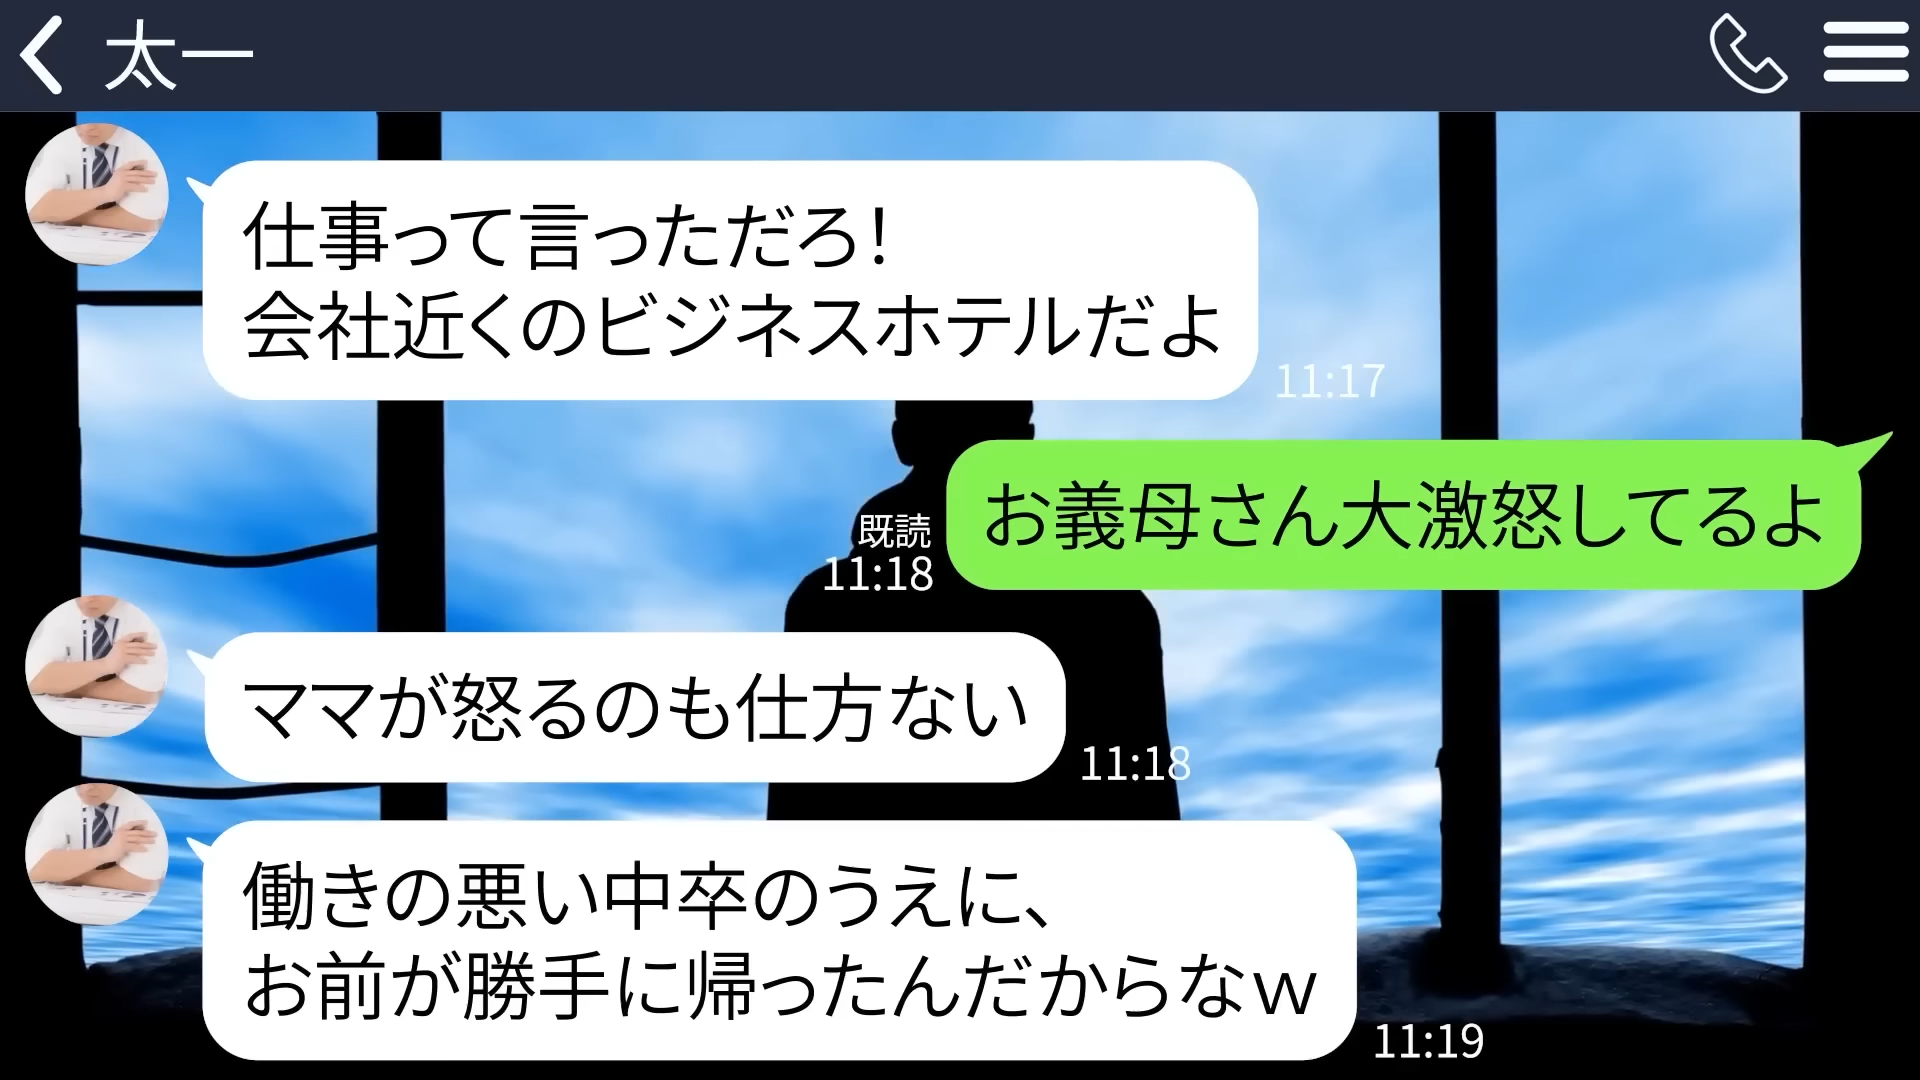 太一
仕事って言っただろ！
会社近くのビジネスホテルだよ
11:17
お義母さん大激怒してるよ
既読
11:18
ママが怒るのも仕方ない
11:18
働きの悪い中卒のうえに、
お前が勝手に帰ったんだからなｗ
11:19